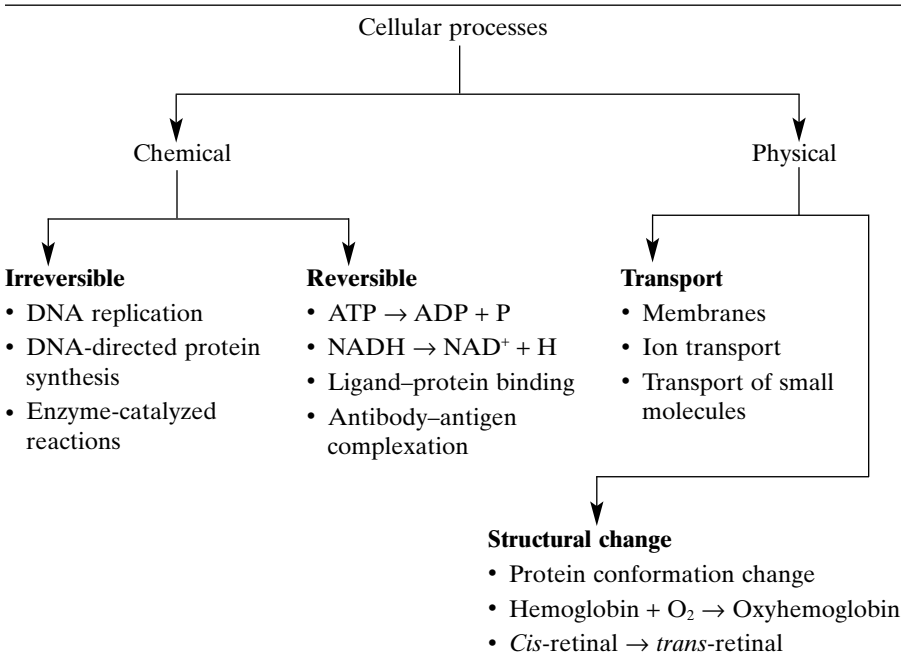 Cellular processes
Chemical
Physical
Irreversible
• DNA replication
• DNA-directed protein
synthesis
• Enzyme-catalyzed
reactions
Reversible
• ATP → ADP + P
• NADH → NAD⁺ + H
• Ligand–protein binding
• Antibody–antigen
complexation
Transport
• Membranes
• Ion transport
• Transport of small
molecules
Structural change
• Protein conformation change
• Hemoglobin + O₂ → Oxyhemoglobin
• Cis-retinal → trans-retinal